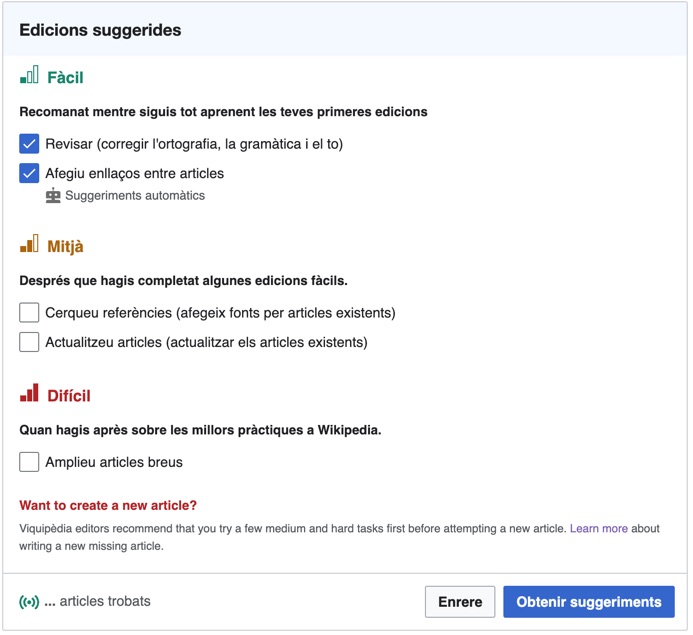 Edicions suggerides
Fàcil
Recomanat mentre siguis tot aprenent les teves primeres edicions
Revisar (corregir l'ortografia, la gramàtica i el to)
Afegiu enllaços entre articles
Suggeriments automàtics
Mitjà
Després que hagis completat algunes edicions fàcils.
Cerqueu referències (afegeix fonts per articles existents)
Actualitzeu articles (actualitzar els articles existents)
Difícil
Quan hagis après sobre les millors pràctiques a Wikipedia.
Amplieu articles breus
Want to create a new article?
Viquipèdia editors recommend that you try a few medium and hard tasks first before attempting a new article. Learn more about
writing a new missing article.
... articles trobats
Enrere
Obtenir suggeriments